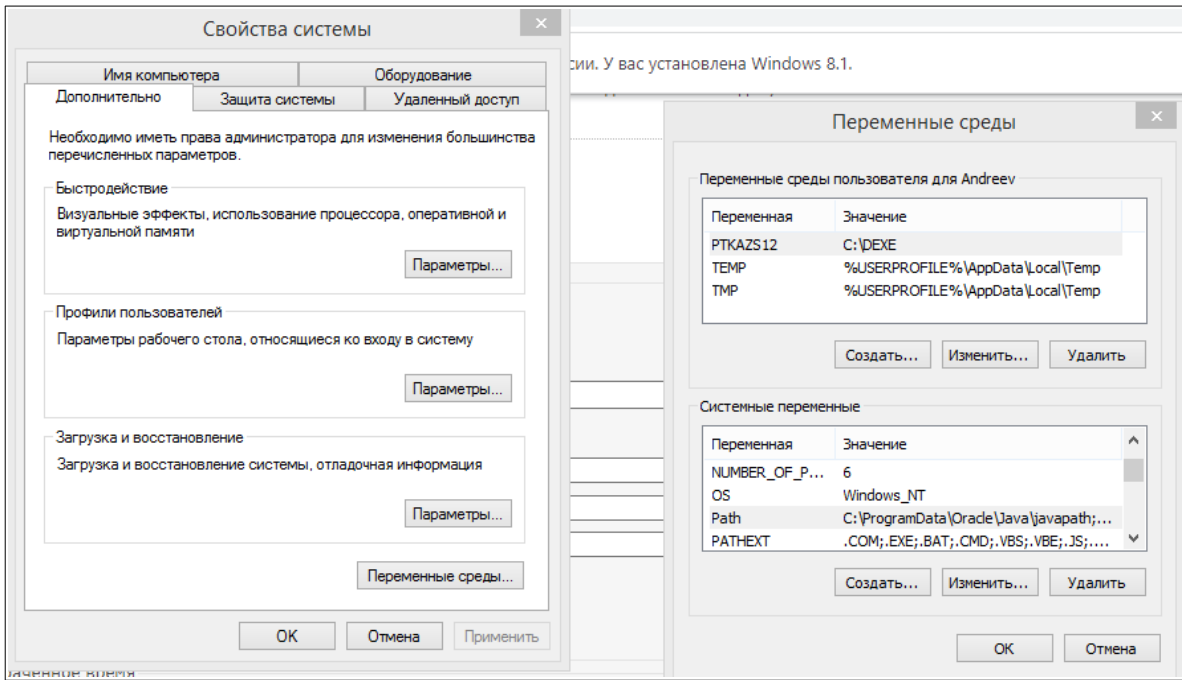 Свойства системы
Имя компьютера
Оборудование
Дополнительно
Защита системы
Удаленный доступ
Необходимо иметь права администратора для изменения большинства
перечисленных параметров.
Быстродействие
Визуальные эффекты, использование процессора, оперативной и
виртуальной памяти
Параметры...
Профили пользователей
Параметры рабочего стола, относящиеся ко входу в систему
Параметры...
Загрузка и восстановление
Загрузка и восстановление системы, отладочная информация
Параметры...
Переменные среды...
OK
Отмена
Применить
сии. У вас установлена Windows 8.1.
Переменные среды
Переменные среды пользователя для Andreev
Переменная Значение
PTKAZS12 C:\DEXE
TEMP %USERPROFILE%\AppData\Local\Temp
TMP %USERPROFILE%\AppData\Local\Temp
Создать... Изменить... Удалить
Системные переменные
Переменная Значение
NUMBER_OF_P... 6
OS Windows_NT
Path C:\ProgramData\Oracle\Java\javapath;...
PATHEXT .COM;.EXE;.BAT;.CMD;.VBS;.VBE;.JS;....
Создать... Изменить... Удалить
OK Отмена